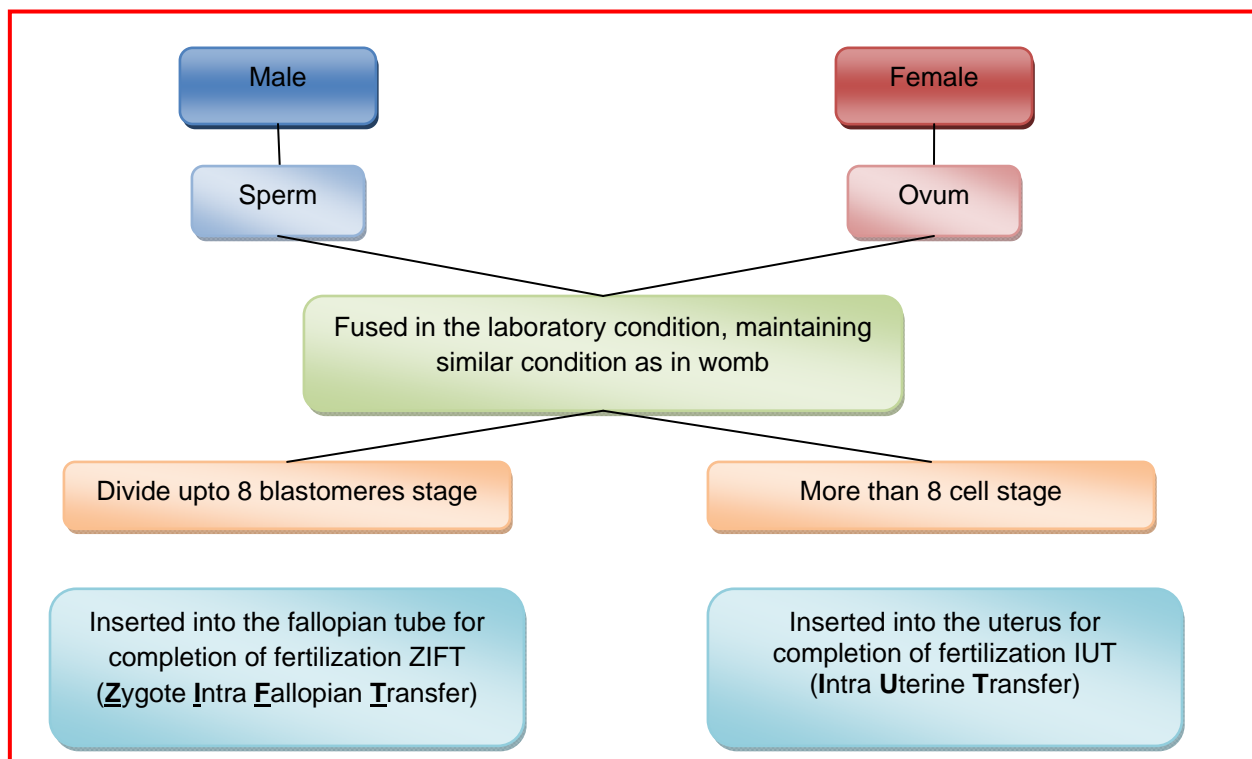 Male
Female
Sperm
Ovum
Fused in the laboratory condition, maintaining
similar condition as in womb
Divide upto 8 blastomeres stage
More than 8 cell stage
Inserted into the fallopian tube for
completion of fertilization ZIFT
(Zygote Intra Fallopian Transfer)
Inserted into the uterus for
completion of fertilization IUT
(Intra Uterine Transfer)